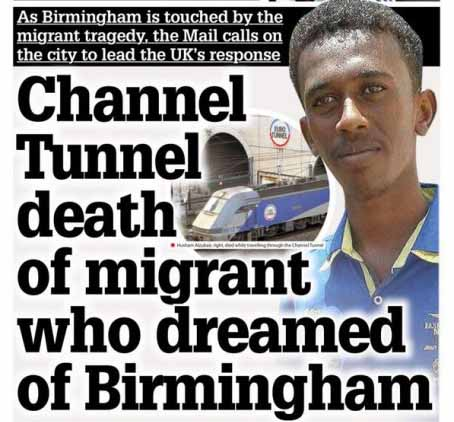 As Birmingham is touched by the
migrant tragedy, the Mail calls on
the city to lead the UK's response
Channel
Tunnel
EURO
TUNNEL
death
■ Husham Alzubair, right, died while travelling through the Channel Tunnel
of migrant
who dreamed
of Birmingham